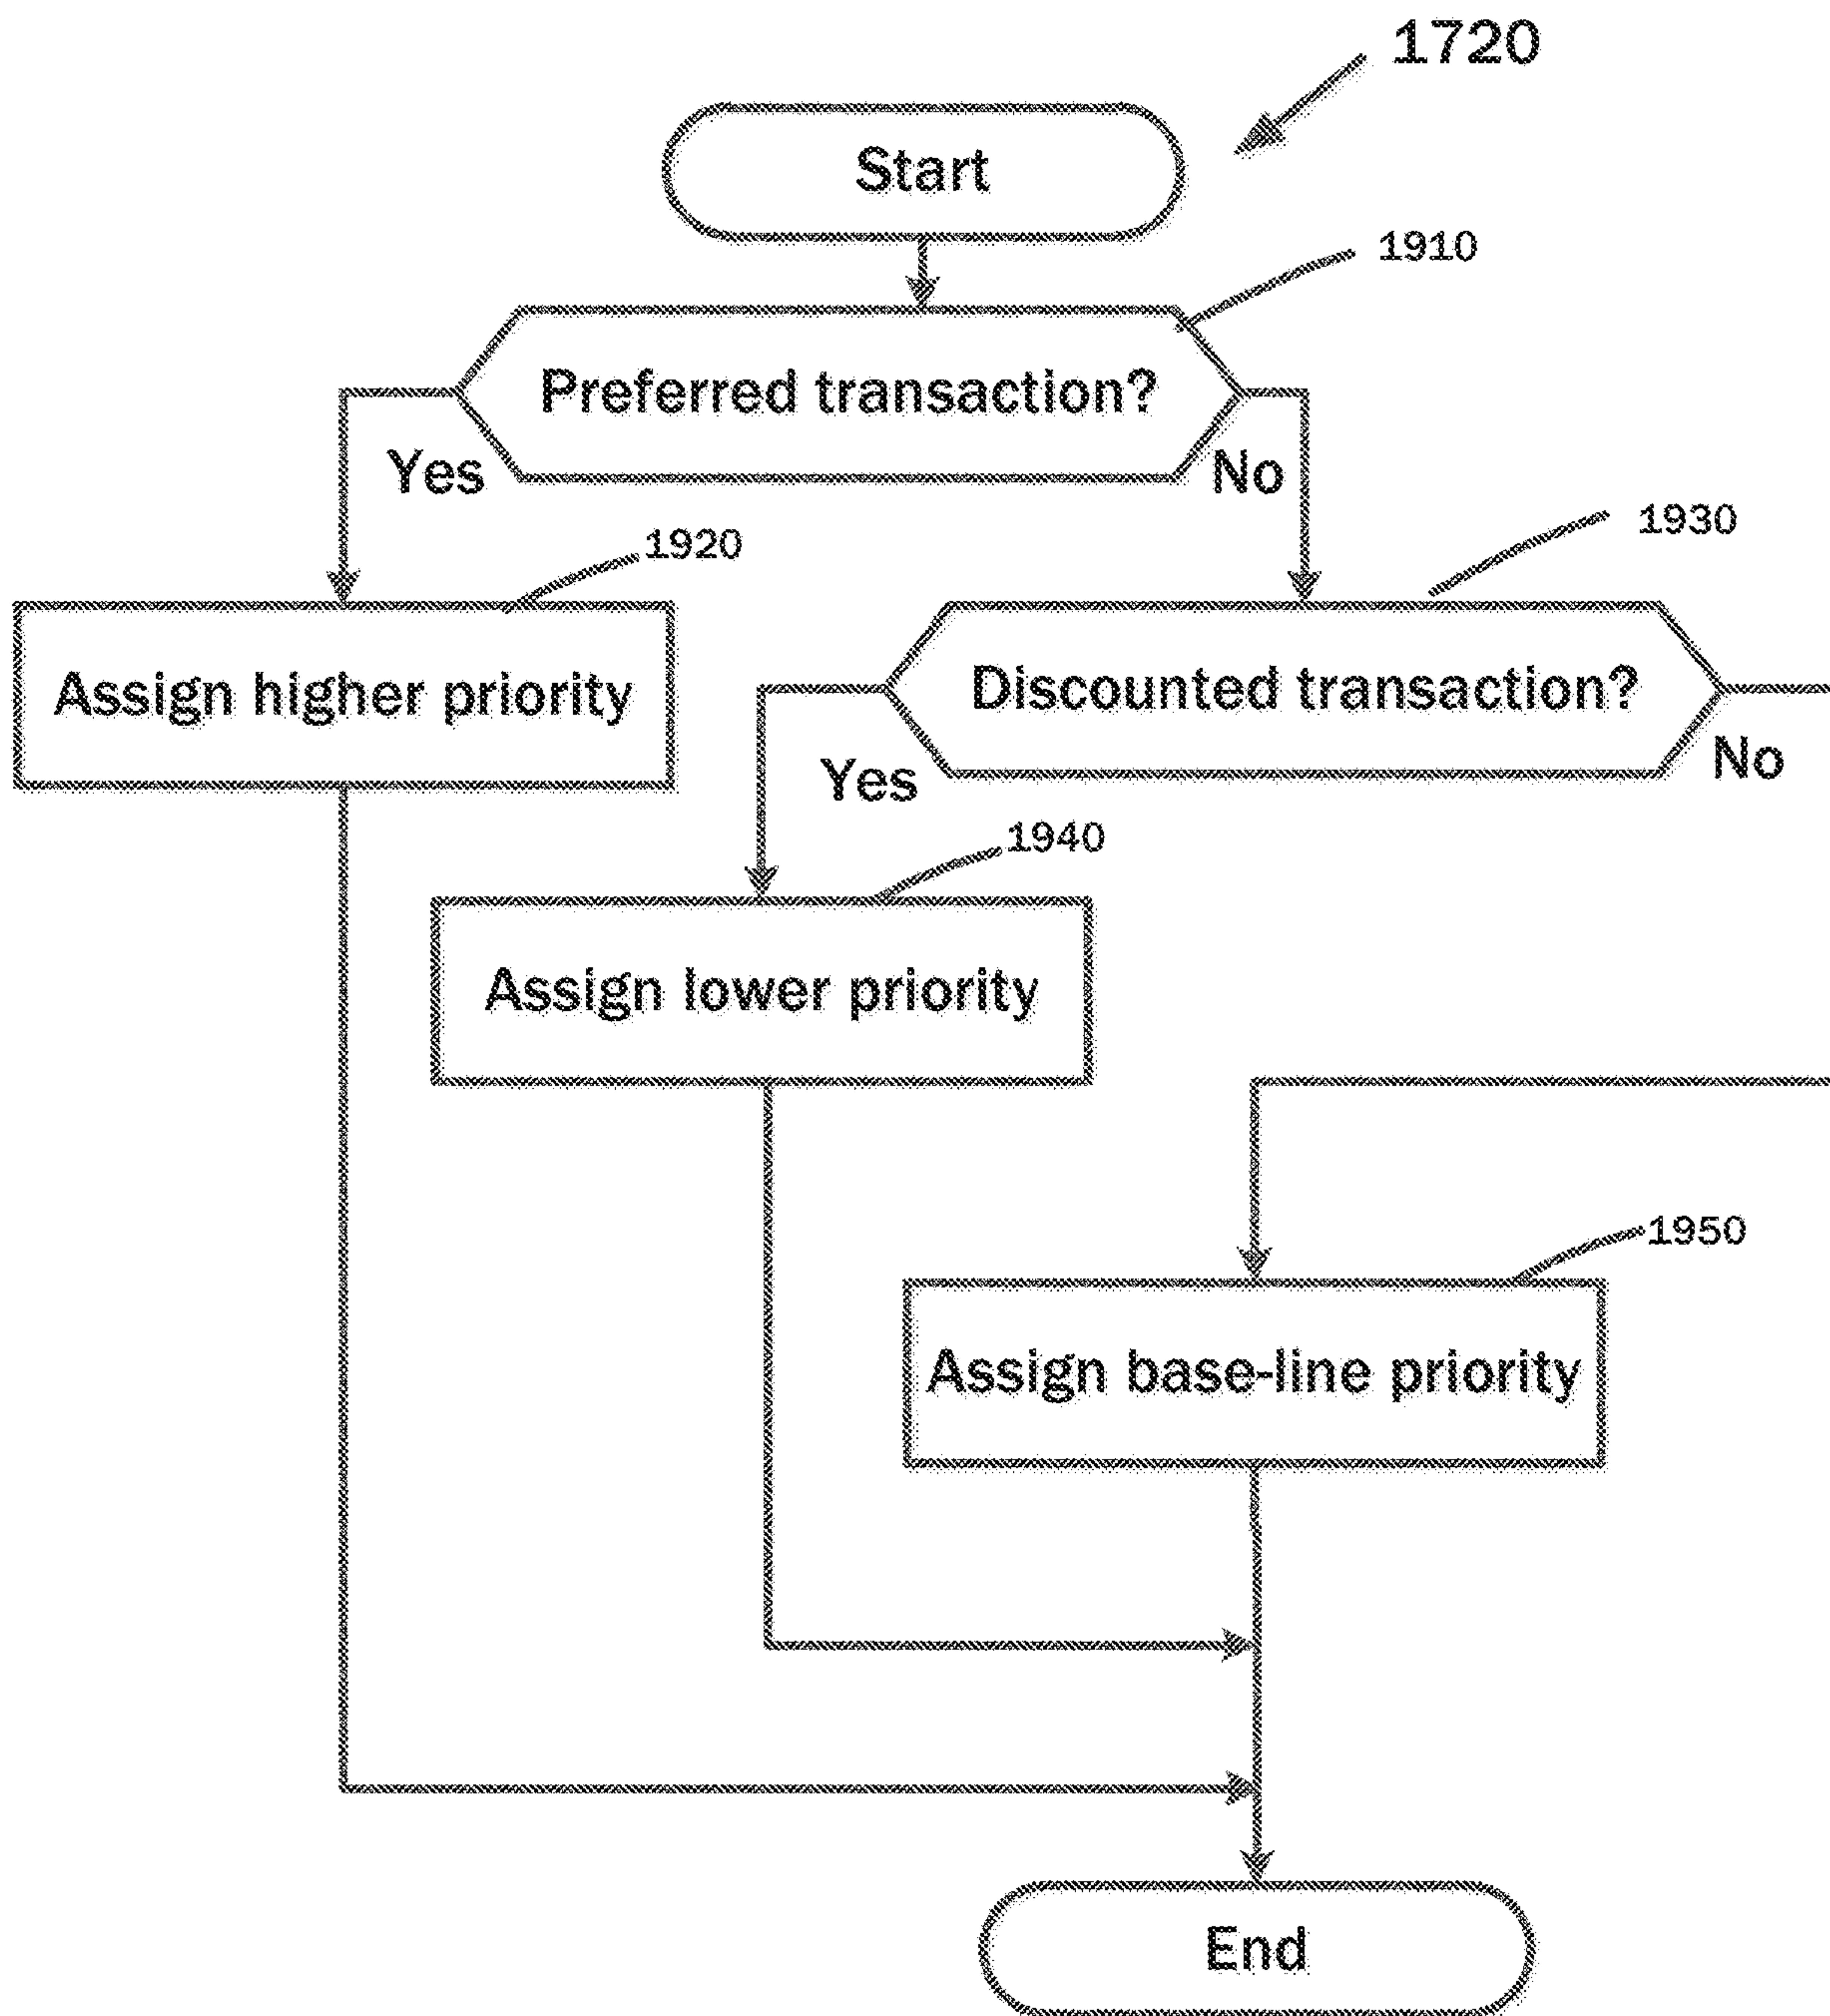 1720
Start
1910
Preferred transaction?
Yes
No
1920
1930
Assign higher priority
Discounted transaction?
Yes
No
1940
Assign lower priority
1950
Assign base-line priority
End